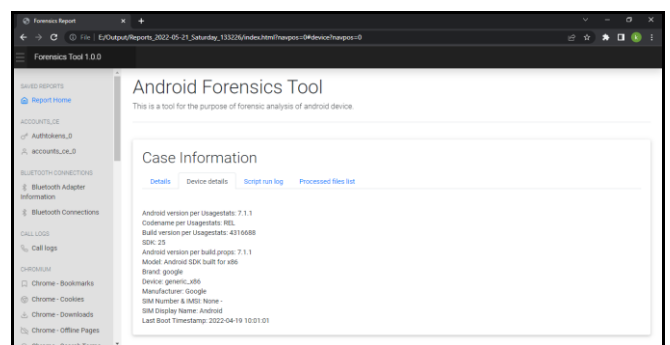 Forensics Report
File | E:/Output/Reports_2022-05-21_Saturday_133226/index.html?navpos=0#device?navpos=0
Forensics Tool 1.0.0
SAVED REPORTS
Report Home
ACCOUNTS_CE
Authtokens_0
accounts_ce_0
BLUETOOTH CONNECTIONS
Bluetooth Adapter
Information
Bluetooth Connections
CALL LOGS
Call logs
CHROMIUM
Chrome - Bookmarks
Chrome - Cookies
Chrome - Downloads
Chrome - Offline Pages
Chrome - Search Terms
Android Forensics Tool
This is a tool for the purpose of forensic analysis of android device.
Case Information
Details Device details Script run log Processed files list
Android version per Usagestats: 7.1.1
Codename per Usagestats: REL
Build version per Usagestats: 4316688
SDK: 25
Android version per build.props: 7.1.1
Model: Android SDK built for x86
Brand: google
Device: generic_x86
Manufacturer: Google
SIM Number & IMSI: None -
SIM Display Name: Android
Last Boot Timestamp: 2022-04-19 10:01:01